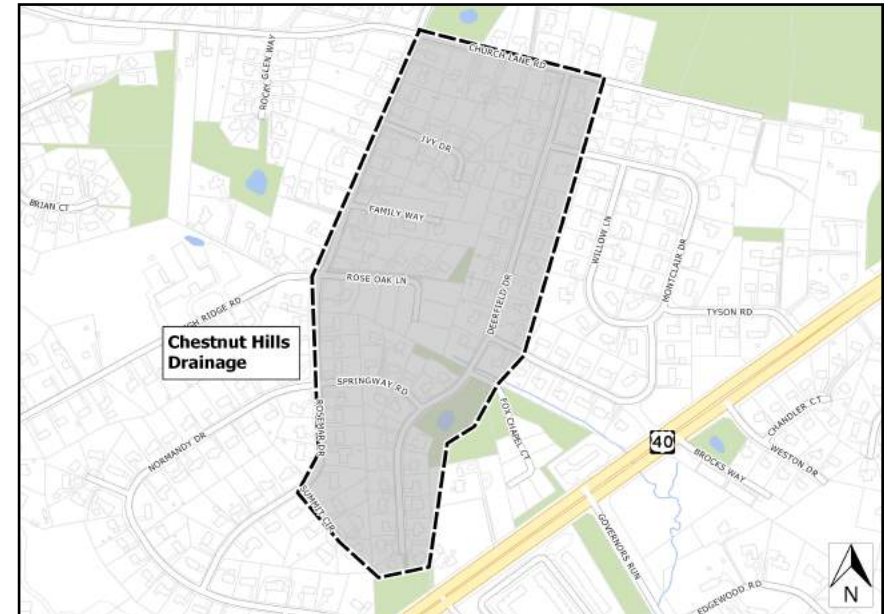 CHURCH LANE RD
ROCKY GLEN WAY
IVY DR
BRIAN CT
FAMILY WAY
WILLOW LN
MONTCLAIR DR
ROSE OAK LN
DEERFIELD DR
TYSON RD
RIDGE RD
Chestnut Hills
Drainage
SPRINGWAY RD
ROSEMAR DR
FOX CHAPEL CT
CHANDLER CT
NORMANDY DR
40
BROCKS WAY
WESTON DR
SUMMIT CIR
GOVERNORS RUN
EDGEWOOD RD
N